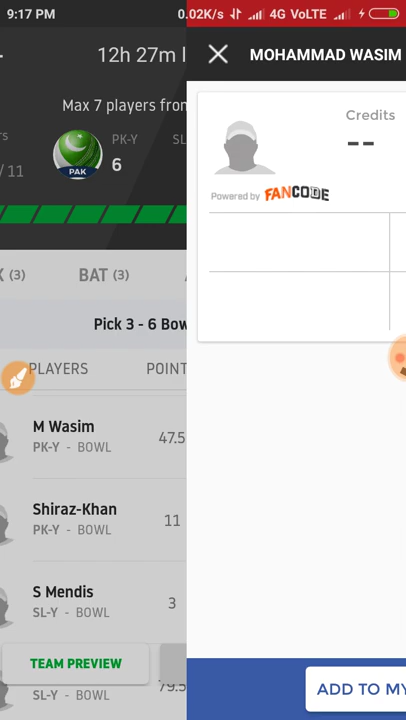 9:17 PM
0.02K/s 4G VoLTE
12h 27m l
MOHAMMAD WASIM
Max 7 players from
Credits
--
PK-Y
SL
6
/11
PAK
Powered by FANCODE
(3)
BAT (3)
Pick 3 - 6 Bow
PLAYERS
POINT
M Wasim
PK-Y - BOWL
47.5
Shiraz-Khan
PK-Y - BOWL
11
S Mendis
SL-Y - BOWL
3
TEAM PREVIEW
ADD TO MY
SL-Y - BOWL
79.5